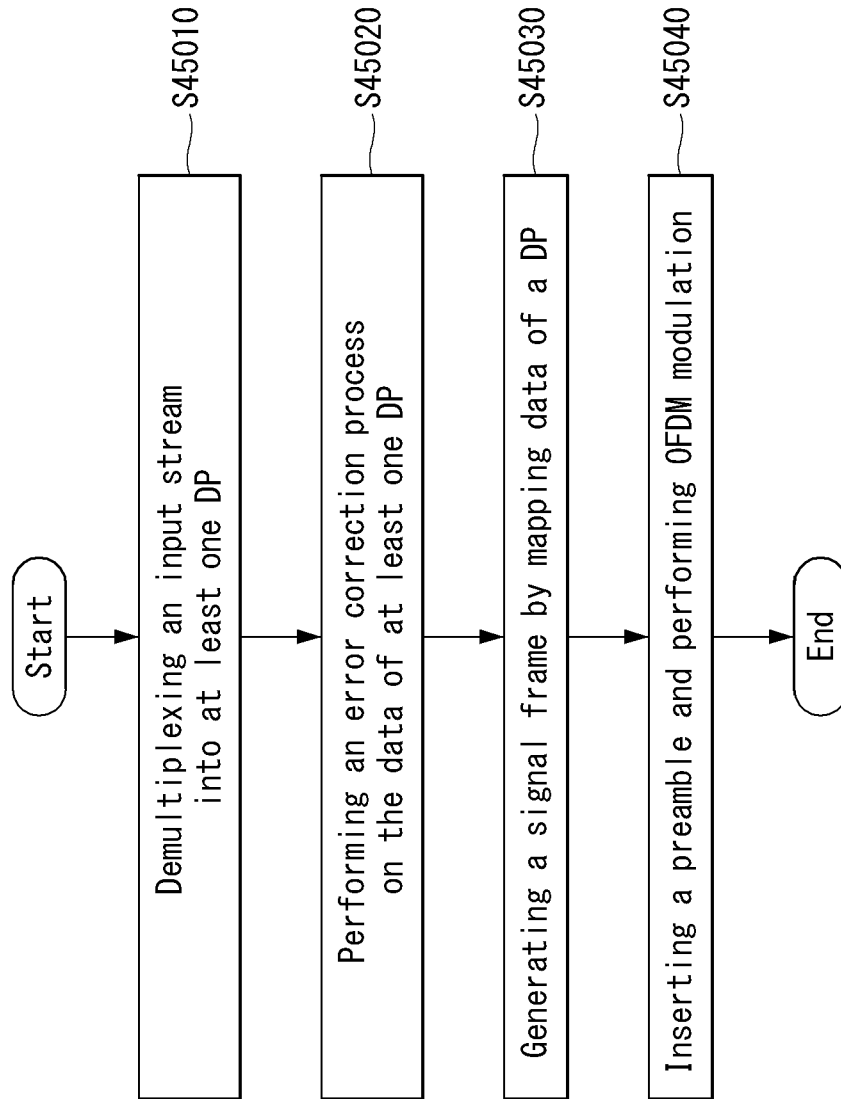 Start
Demultiplexing an input stream
into at least one DP
S45010
Performing an error correction process
on the data of at least one DP
S45020
Generating a signal frame by mapping data of a DP
S45030
Inserting a preamble and performing OFDM modulation
S45040
End